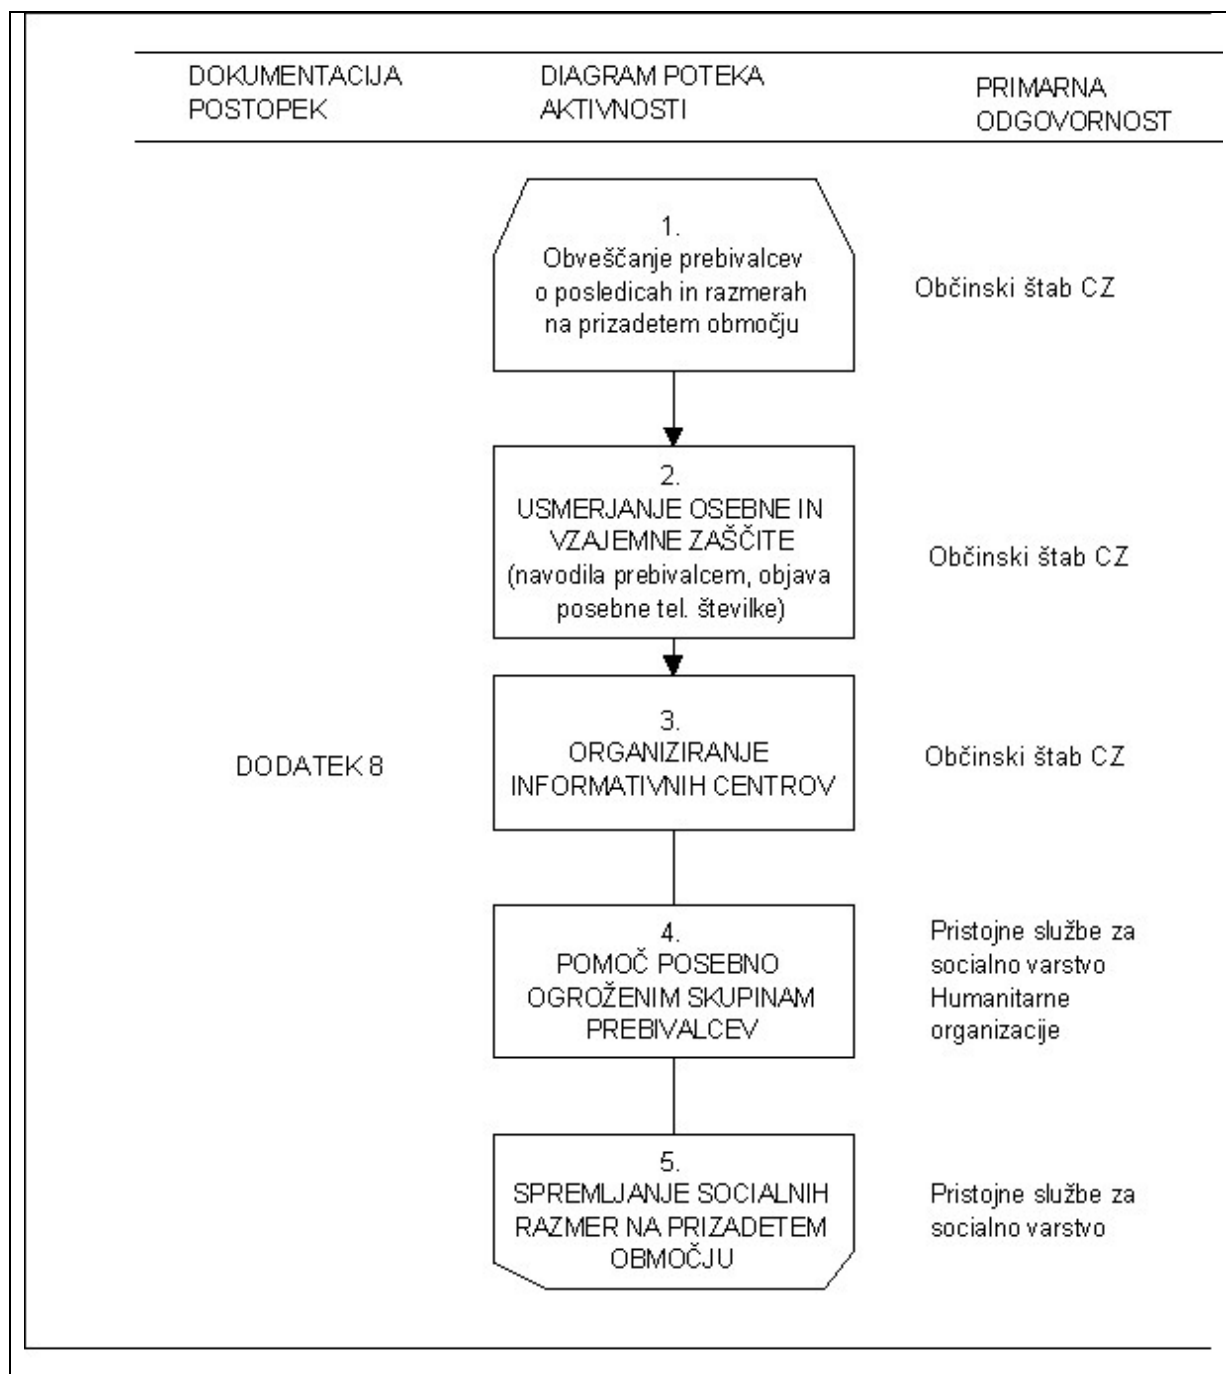 DOKUMENTACIJA
POSTOPEK
DIAGRAM POTEKA
AKTIVNOSTI
PRIMARNA
ODGOVORNOST
1.
Obveščanje prebivalcev
o posledicah in razmerah
na prizadetem območju
Občinski štab CZ
2.
USMERJANJE OSEBNE IN
VZAJEMNE ZAŠČITE
(navodila prebivalcem, objava
posebne tel. številke)
Občinski štab CZ
DODATEK 8
3.
ORGANIZIRANJE
INFORMATIVNIH CENTROV
Občinski štab CZ
4.
POMOČ POSEBNO
OGROŽENIM SKUPINAM
PREBIVALCEV
Pristojne službe za
socialno varstvo
Humanitarne
organizacije
5.
SPREMLJANJE SOCIALNIH
RAZMER NA PRIZADETEM
OBMOČJU
Pristojne službe za
socialno varstvo